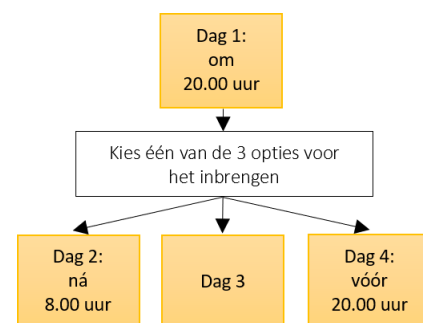 Dag 1:
om
20.00 uur
Kies één van de 3 opties voor
het inbrengen
Dag 2:
ná
8.00 uur
Dag 3
Dag 4:
vóór
20.00 uur